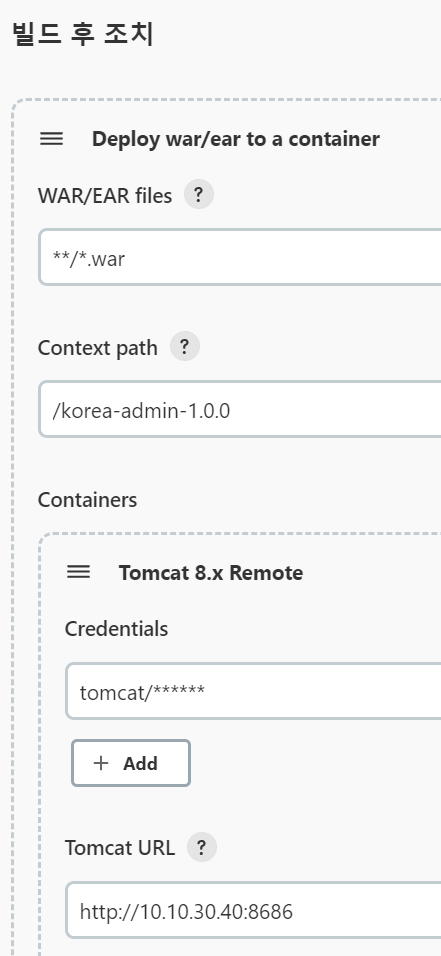 빌드 후 조치
Deploy war/ear to a container
WAR/EAR files ?
**/*.war
Context path ?
/korea-admin-1.0.0
Containers
Tomcat 8.x Remote
Credentials
tomcat/******
+ Add
Tomcat URL ?
http://10.10.30.40:8686